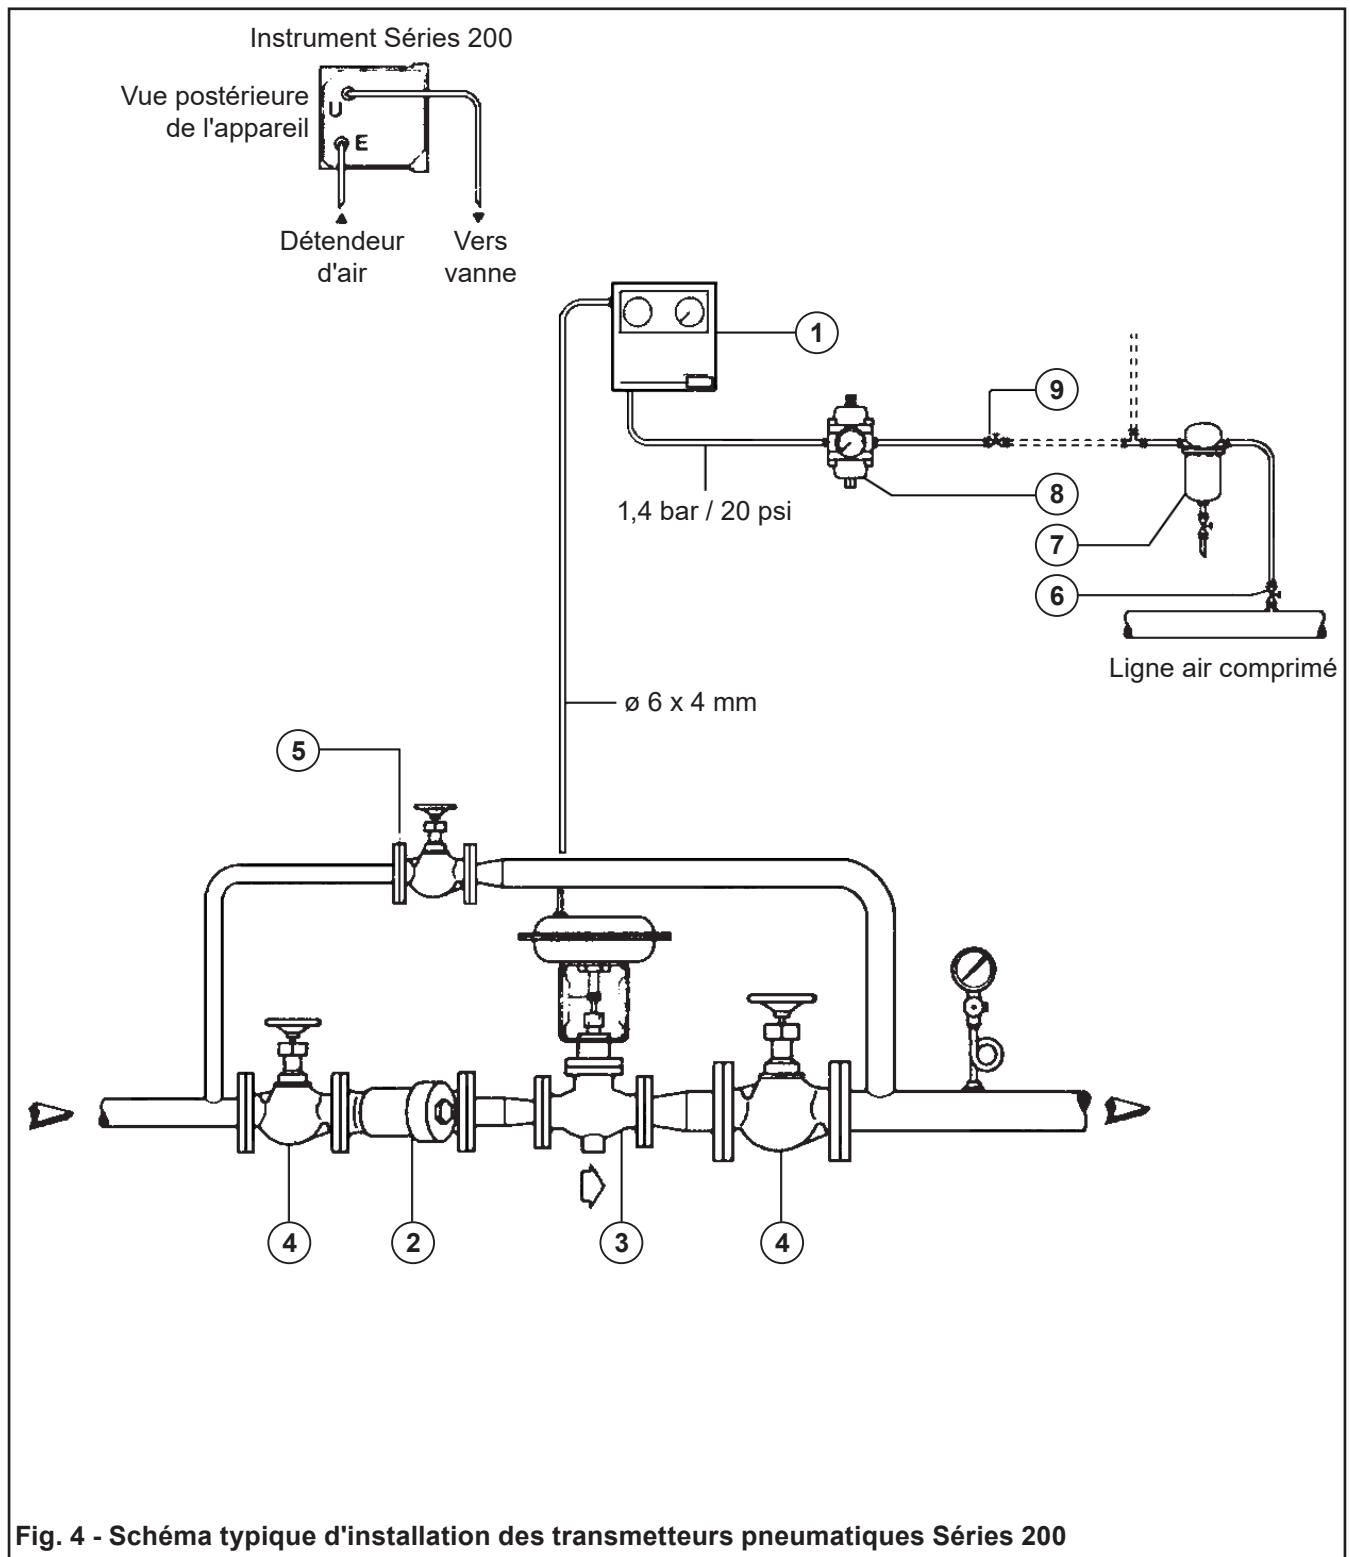 Instrument Séries 200
Vue postérieure
de l'appareil
U
E
Détendeur
d'air
Vers
vanne
1
9
8
1,4 bar / 20 psi
7
6
Ligne air comprimé
ø 6 x 4 mm
5
4
2
3
4
Fig. 4 - Schéma typique d'installation des transmetteurs pneumatiques Séries 200